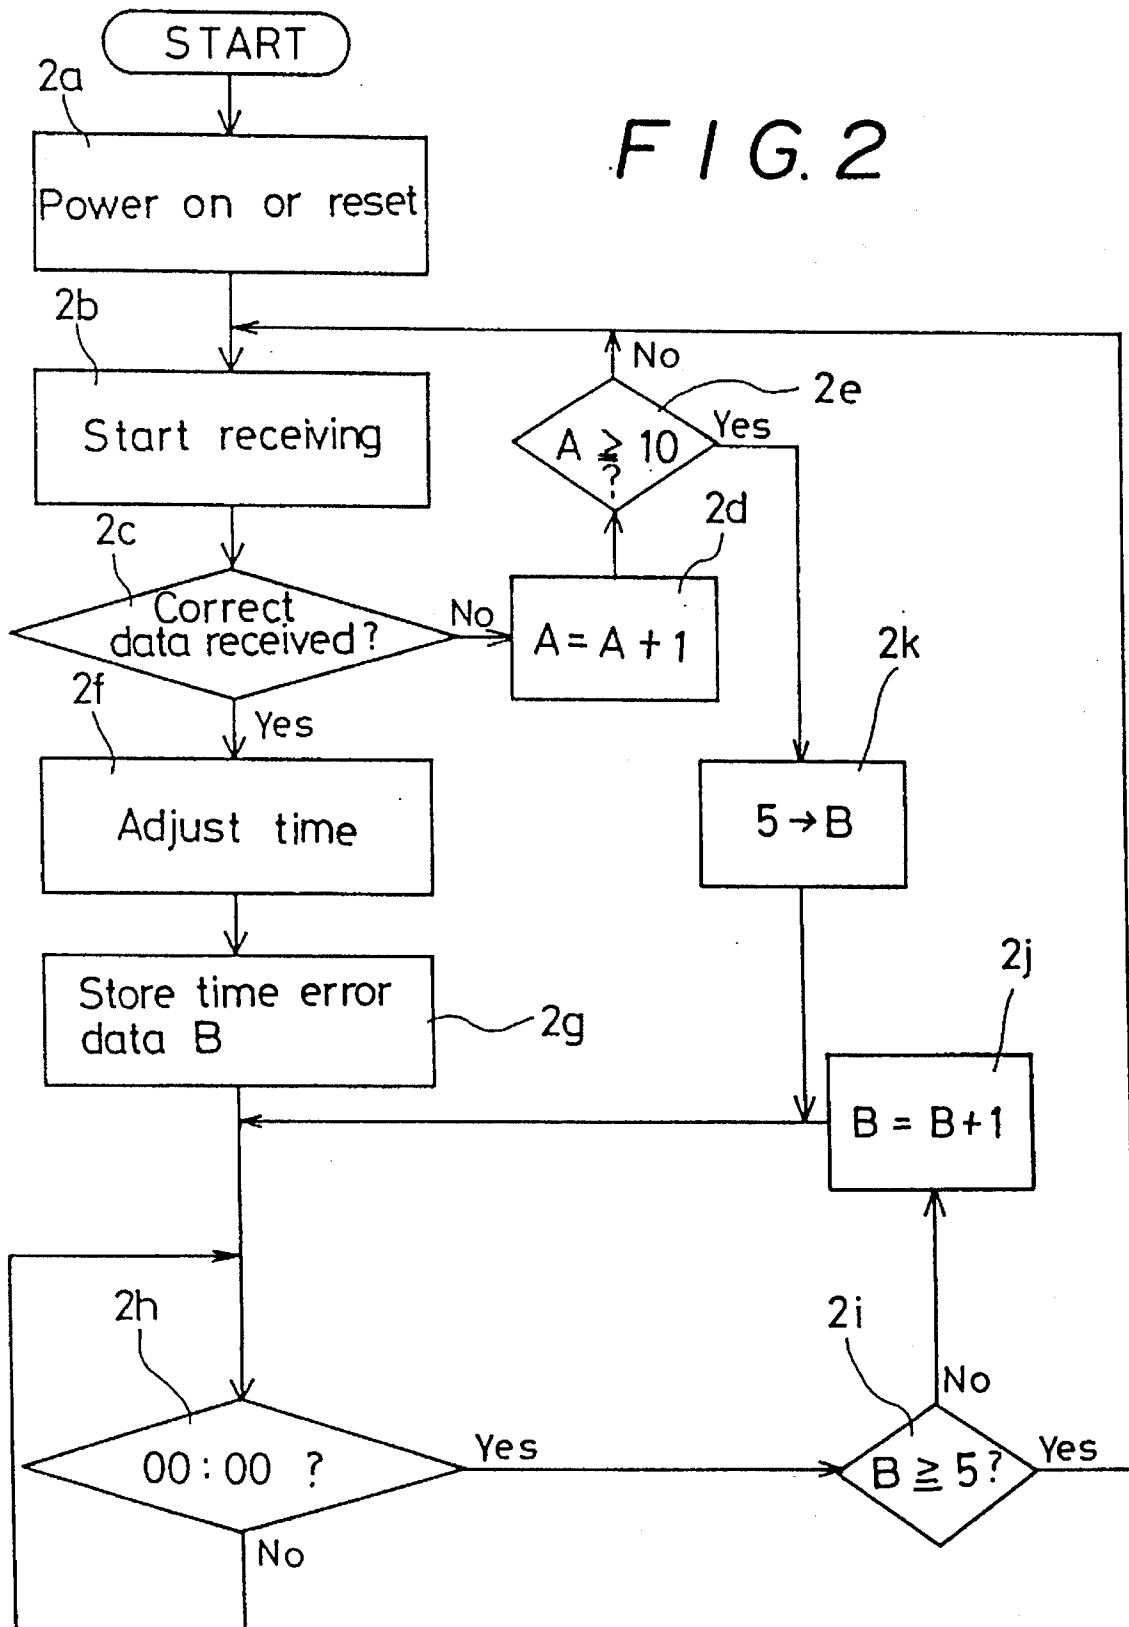 START
2a
FIG.2
Power on or reset
2b
No
2e
Start receiving
A ≧ 10
?
Yes
2c
2d
Correct
data received?
No
A = A + 1
2k
2f
Yes
Adjust time
5→B
2j
Store time error
data B
2g
B = B+1
2h
2i
No
00:00 ?
Yes
B ≧ 5?
Yes
No